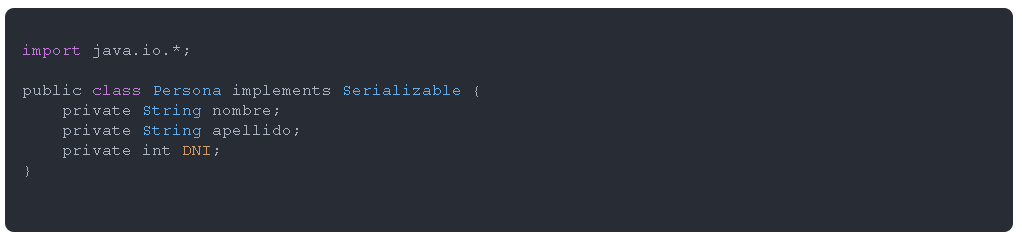 import java.io.*;
public class Persona implements Serializable {
    private String nombre;
    private String apellido;
    private int DNI;
}